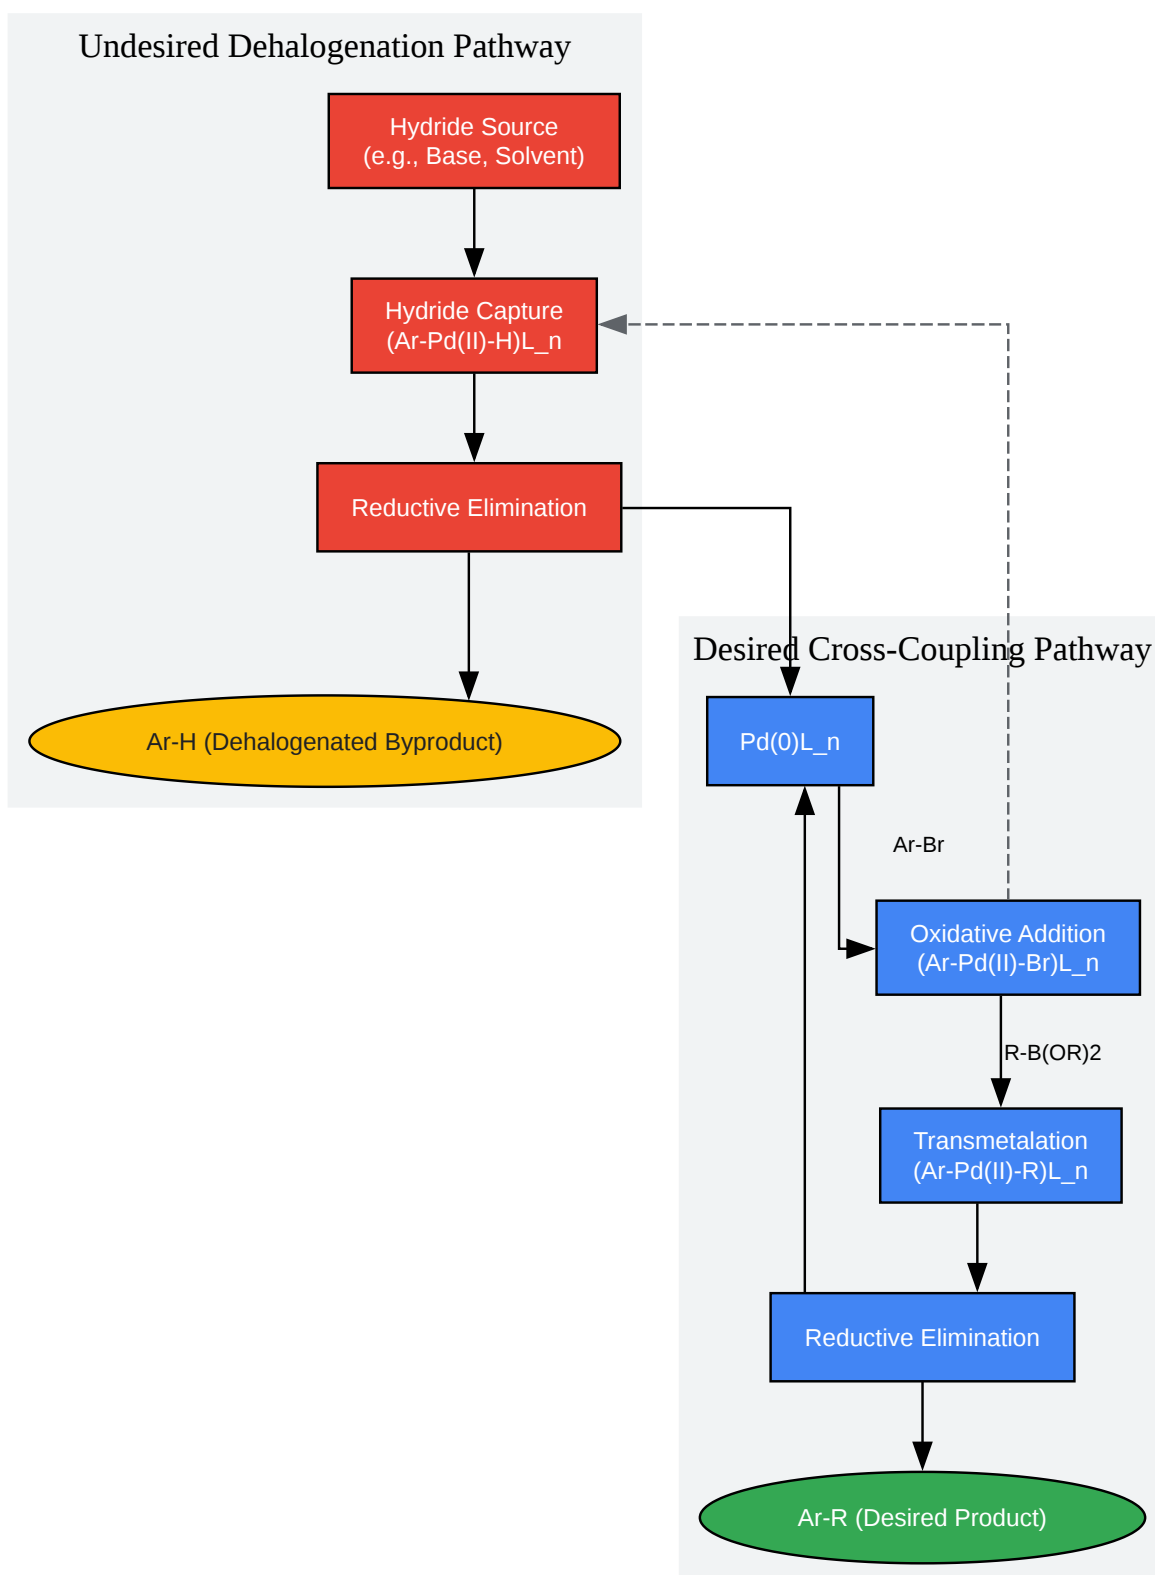 Undesired Dehalogenation Pathway
Hydride Source
(e.g., Base, Solvent)
Hydride Capture
(Ar-Pd(II)-H)L_n
Reductive Elimination
Ar-H (Dehalogenated Byproduct)
Desired Cross-Coupling Pathway
Pd(0)L_n
Ar-Br
Oxidative Addition
(Ar-Pd(II)-Br)L_n
R-B(OR)2
Transmetalation
(Ar-Pd(II)-R)L_n
Reductive Elimination
Ar-R (Desired Product)